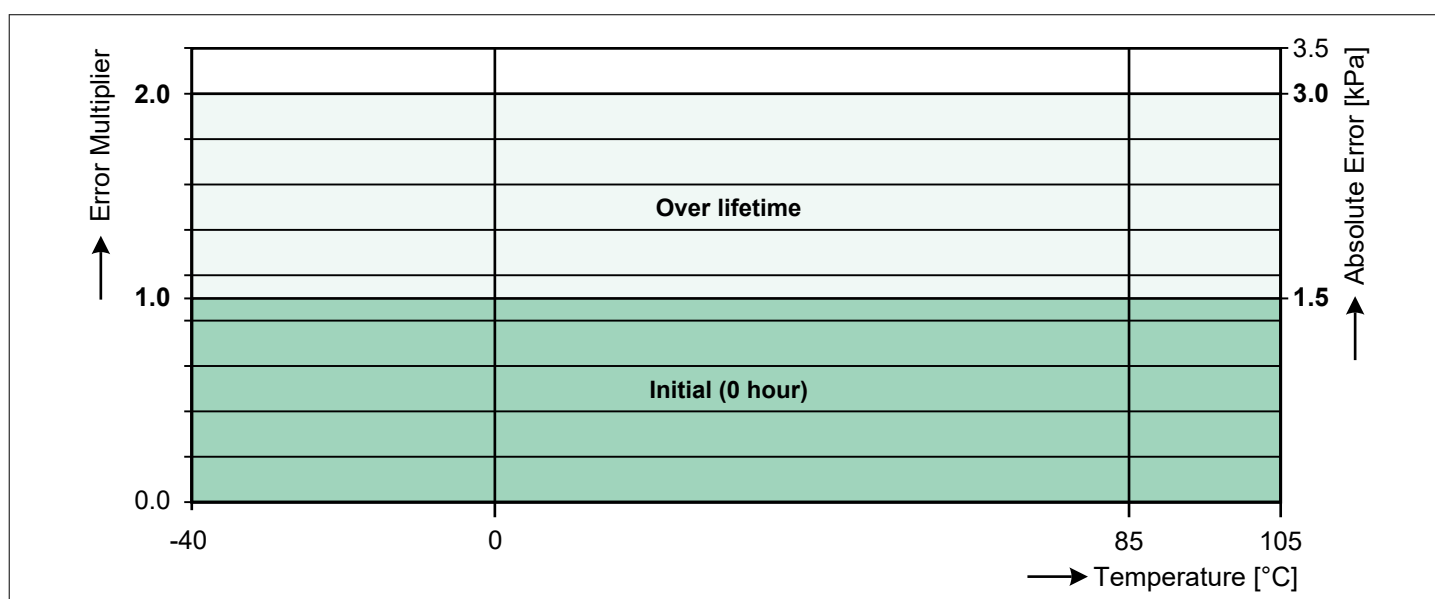 Error Multiplier
2.0
1.0
0.0
3.5
3.0
1.5
Absolute Error [kPa]
Over lifetime
Initial (0 hour)
-40
0
85
105
Temperature [°C]